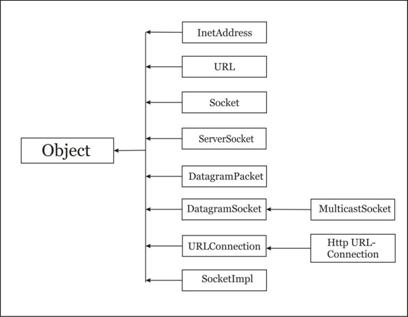 InetAddress
URL
Socket
ServerSocket
Object
DatagramPacket
DatagramSocket
MulticastSocket
URLConnection
Http URL-
Connection
SocketImpl